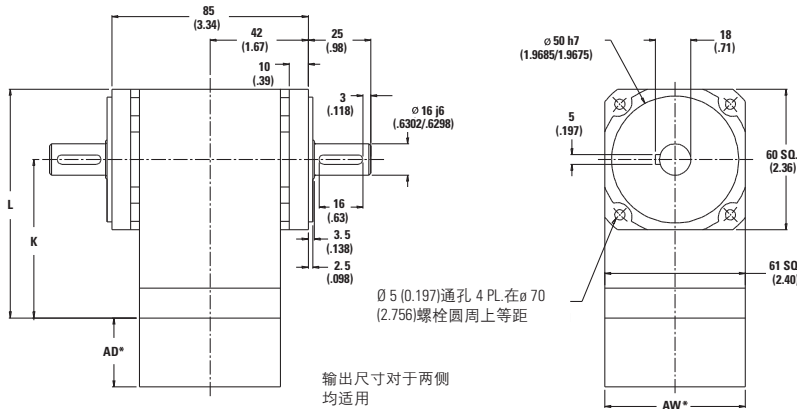 85
(3.34)
42
(1.67)
25
(.98)
10
(.39)
3
(.118)
Ø 16 j6
(.6302/.6298)
L
K
16
(.63)
3.5
(.138)
2.5
(.098)
AD*
输出尺寸对于两侧
均适用
Ø 50 h7
(1.9685/1.9675)
18
(.71)
5
(.197)
60 SQ.
(2.36)
61 SQ
(2.40)
Ø 5 (0.197)通孔 4 PL.在ø 70
(2.756)螺栓圆周上等距
AW*